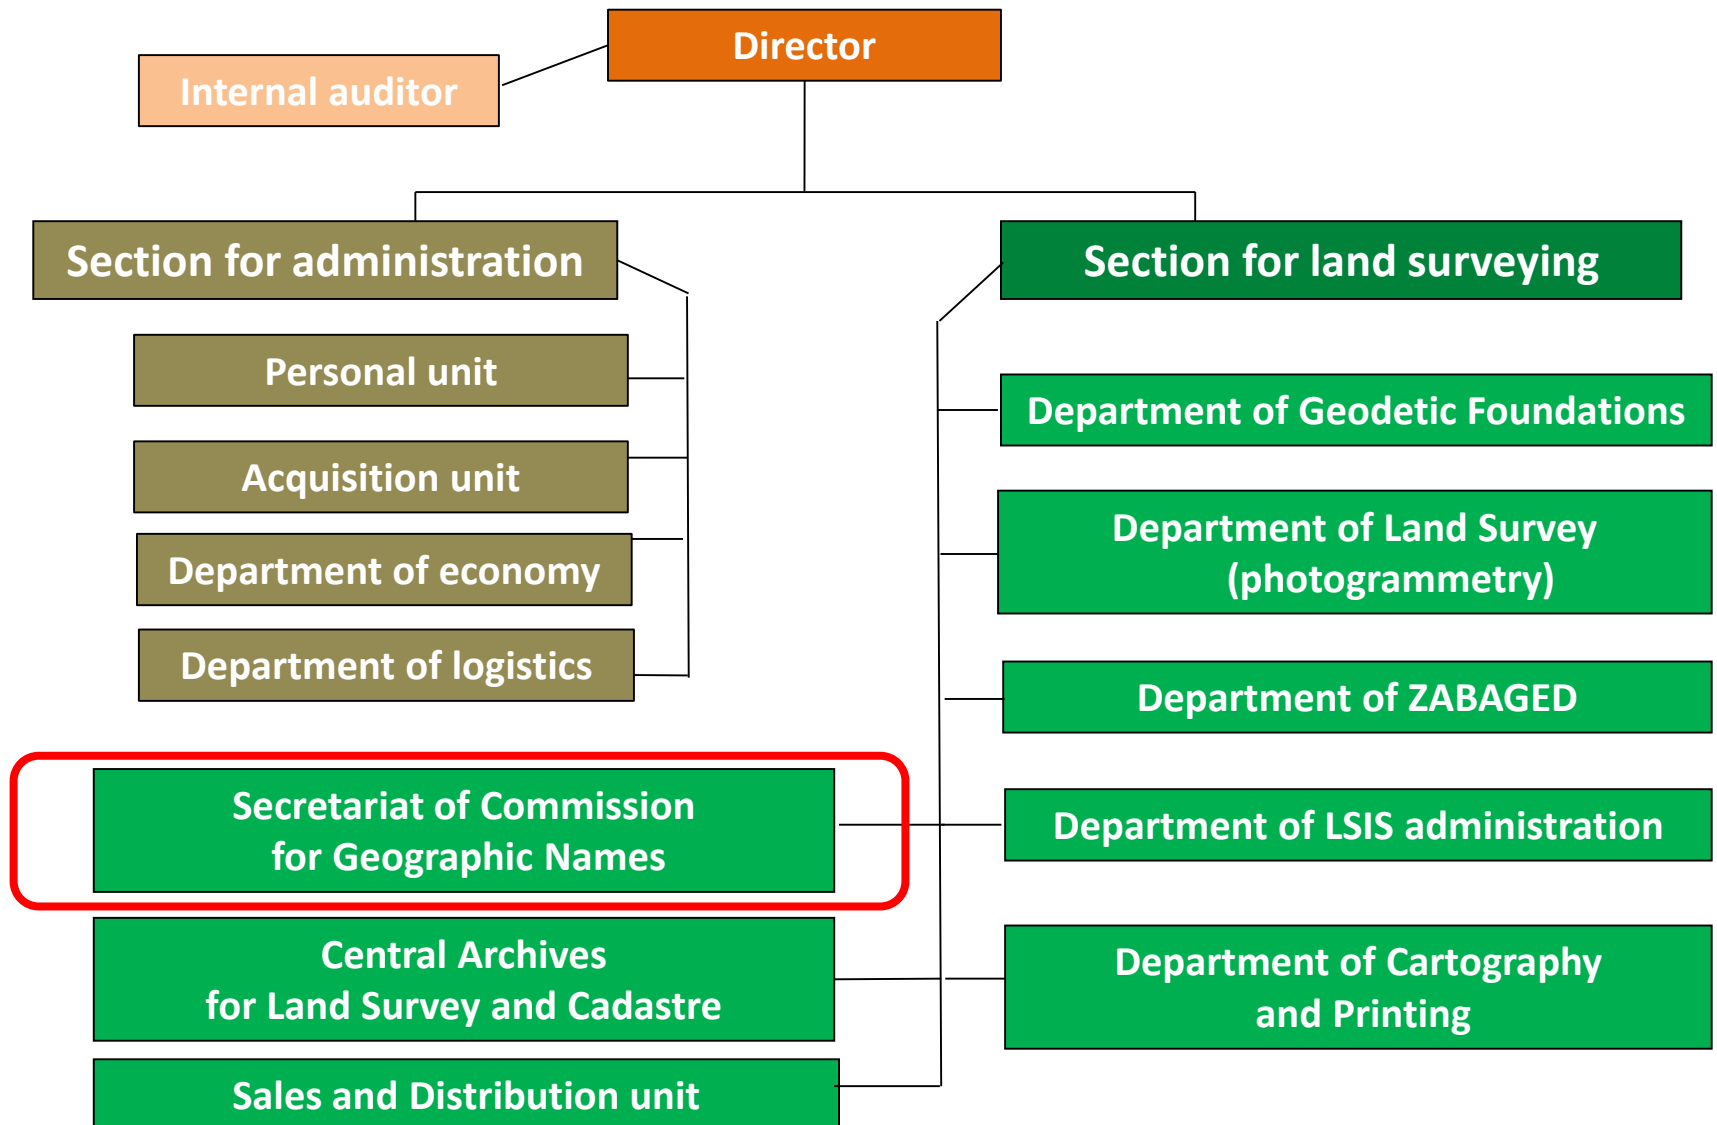 Director
Internal auditor
Section for administration
Personal unit
Acquisition unit
Department of economy
Department of logistics
Section for land surveying
Department of Geodetic Foundations
Department of Land Survey
(photogrammetry)
Department of ZABAGED
Department of LSIS administration
Department of Cartography
and Printing
Secretariat of Commission
for Geographic Names
Central Archives
for Land Survey and Cadastre
Sales and Distribution unit